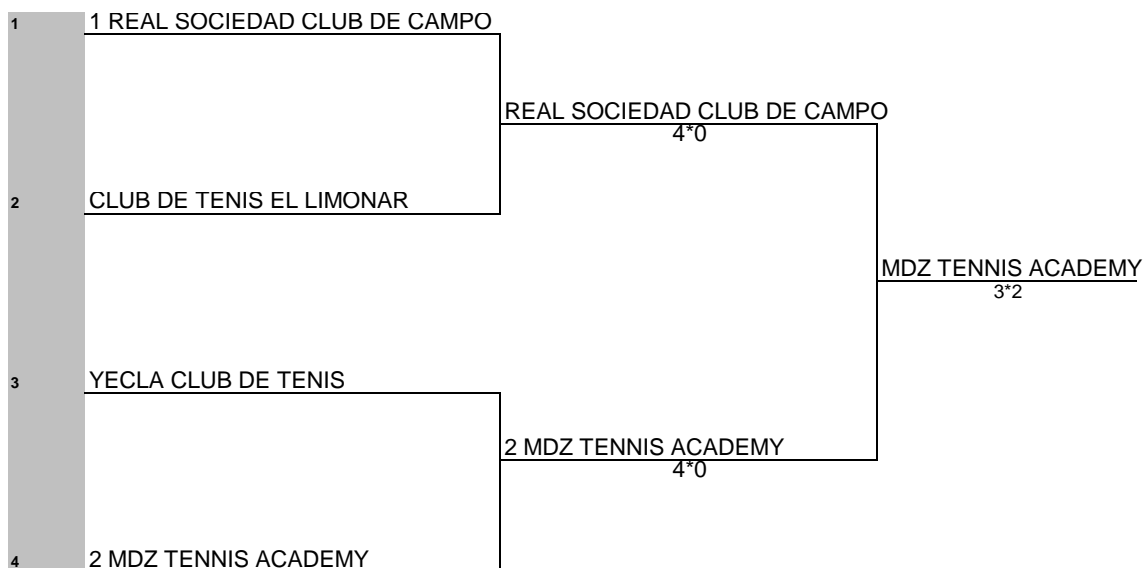 1 1 REAL SOCIEDAD CLUB DE CAMPO
REAL SOCIEDAD CLUB DE CAMPO
4*0
2 CLUB DE TENIS EL LIMONAR
MDZ TENNIS ACADEMY
3*2
3 YECLA CLUB DE TENIS
2 MDZ TENNIS ACADEMY
4*0
4 2 MDZ TENNIS ACADEMY